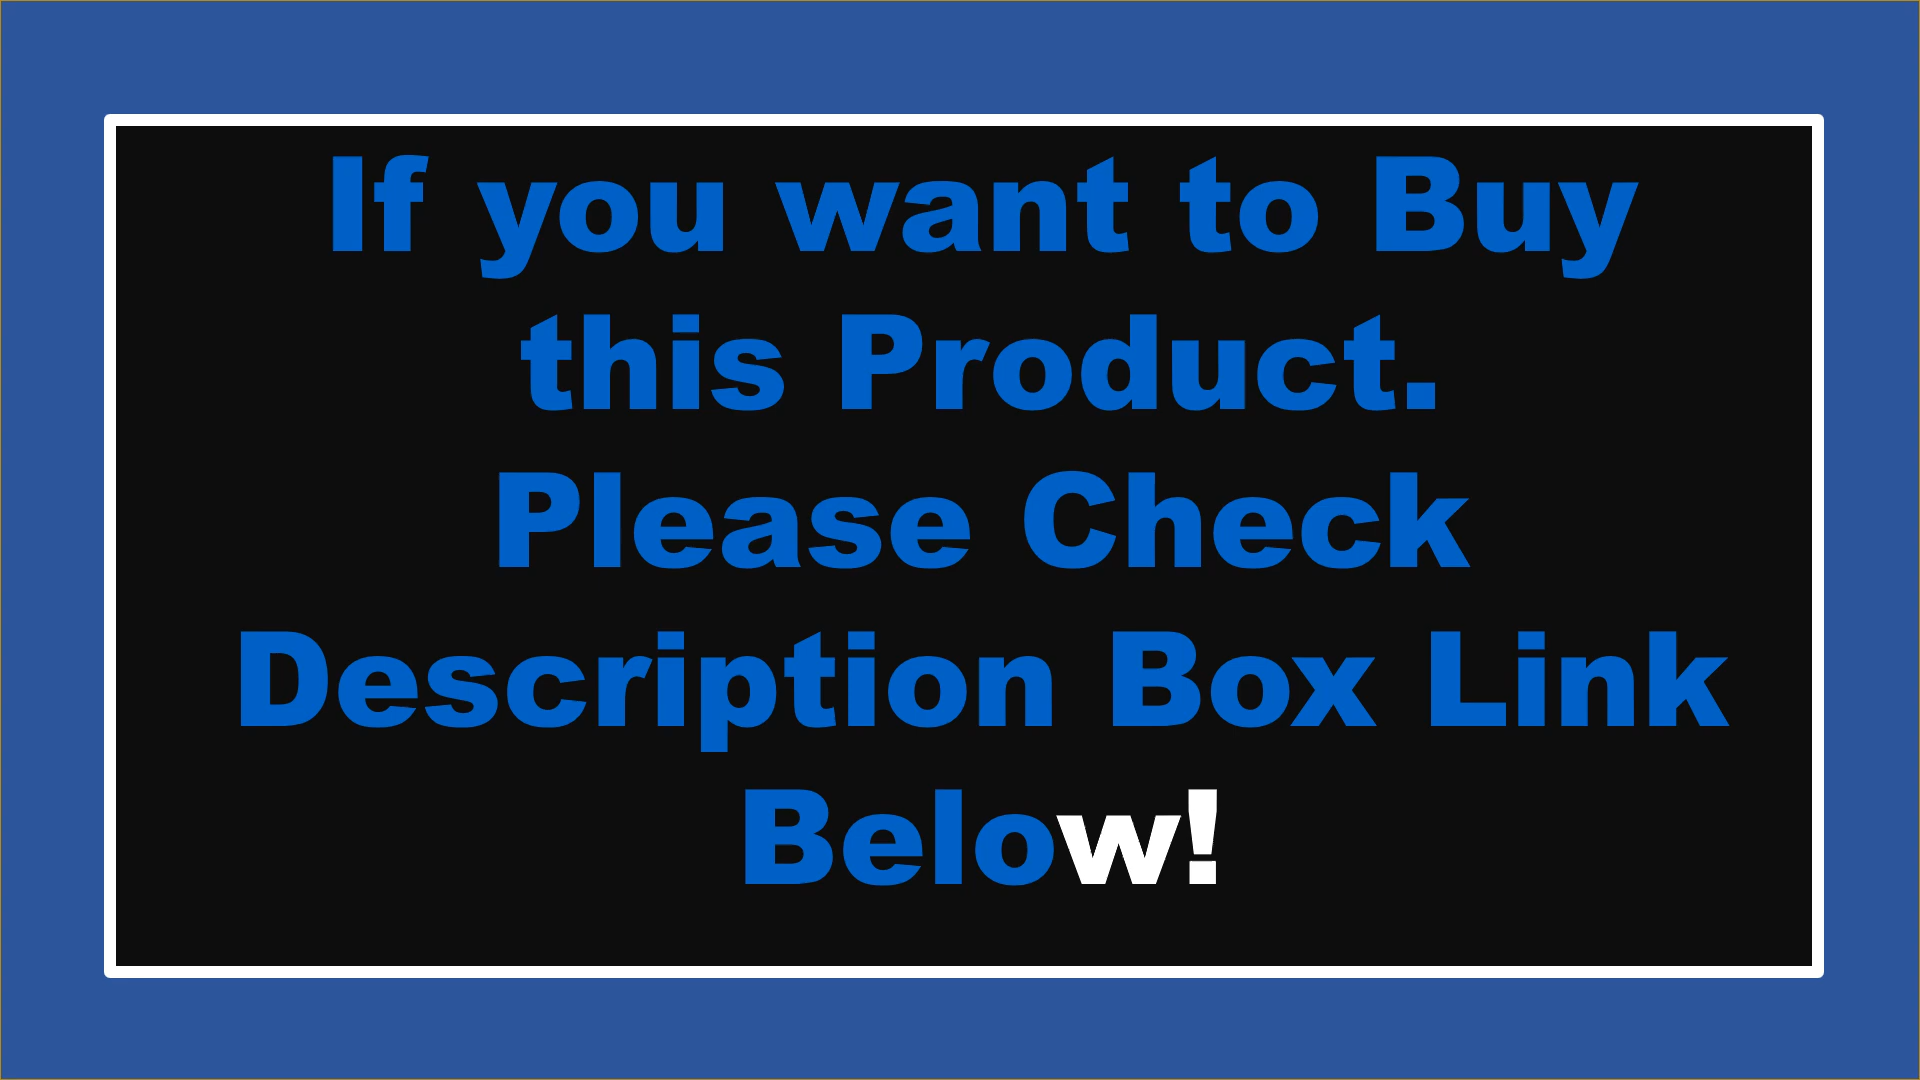 If you want to Buy
this Product.
Please Check
Description Box Link
Below!